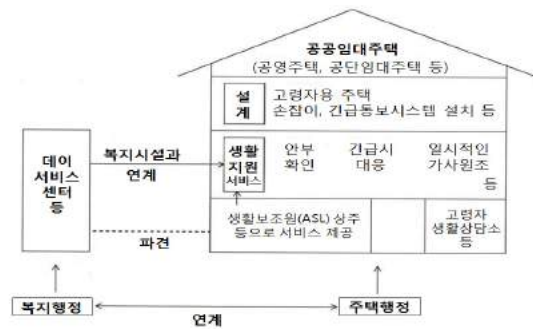 공공임대주택
(공영주택, 공단임대주택 등)
설계
고령자용 주택
손잡이, 긴급통보시스템 설치 등
데이
서비스
센터
등
복지시설과
연계
생활
지원
서비스
안부
확인
긴급시
대응
일시적인
가사원조
등
생활보조원(ASL) 상주
등으로 서비스 제공
고령자
생활상담소
등
파견
복지행정
주택행정
연계